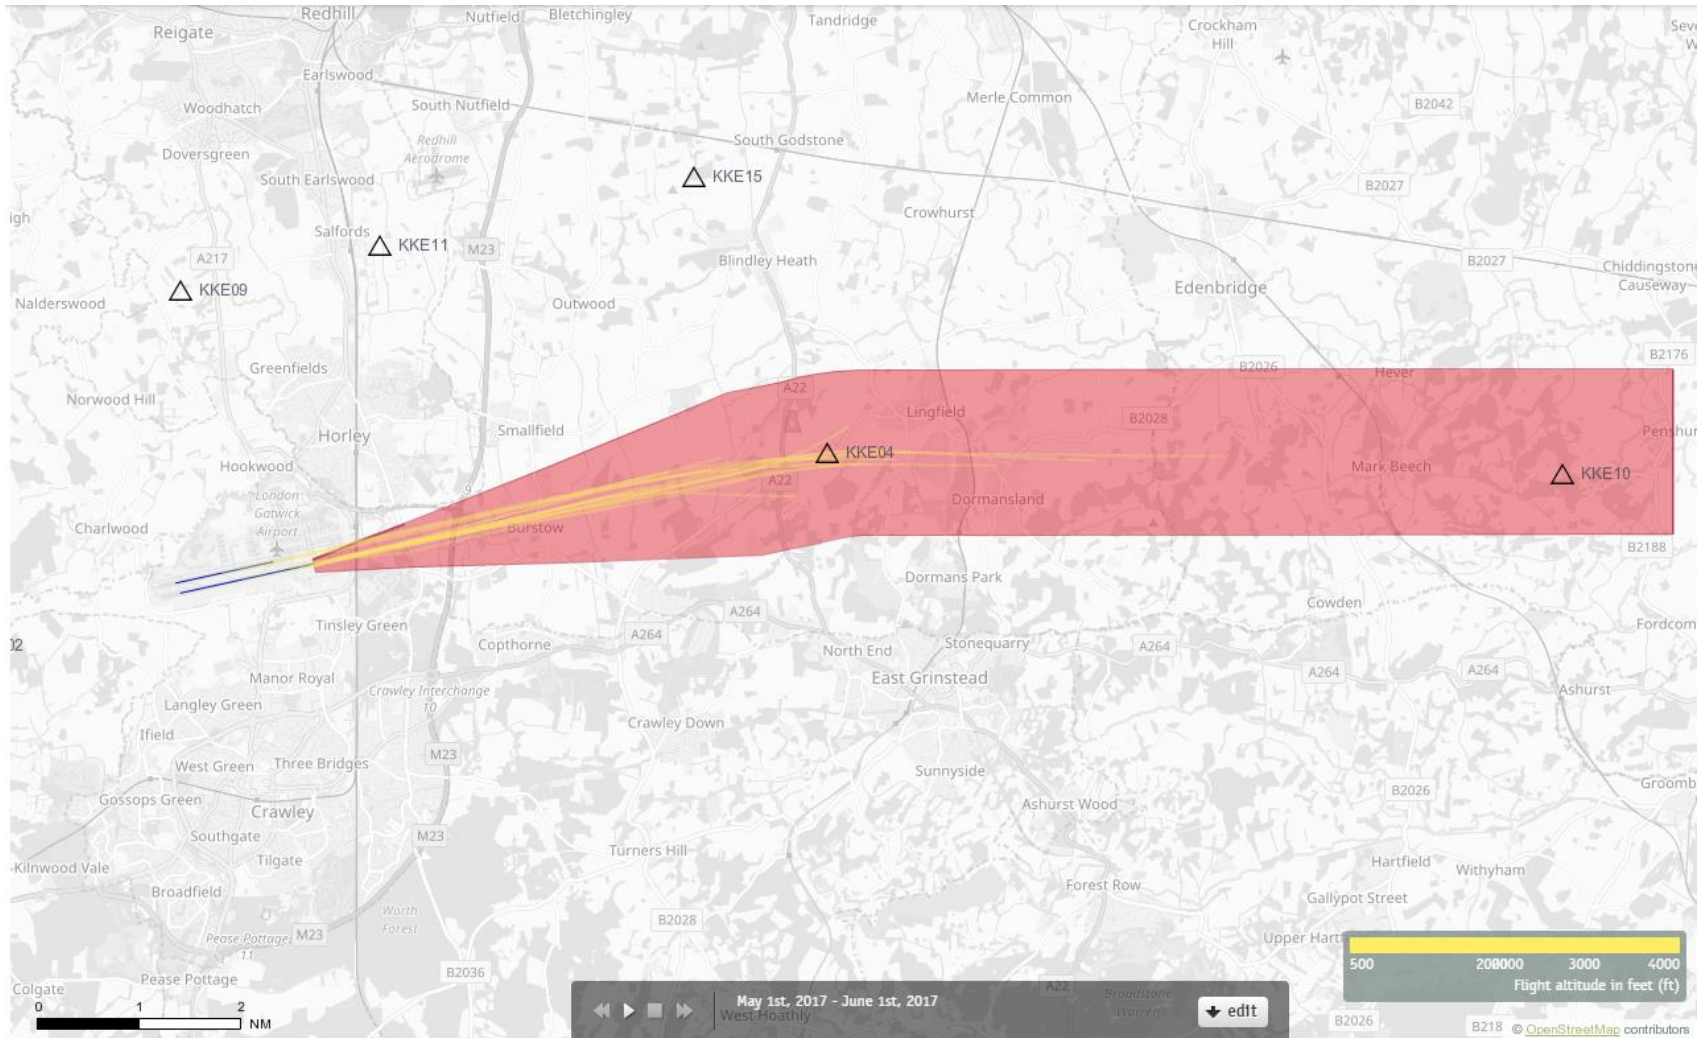 Redhill
Nutfield
Bletchingley
Tandridge
Crockham
Hill
Reigate
Earlswood
Woodhatch
South Nutfield
Merle Common
B2042
Redhill
Aerodrome
South Godstone
Doversgreen
South Earlswood
KKE15
B2027
Crowhurst
Salfords
KKE11
M23
A217
Blindley Heath
B2027
Chiddingstone
Causeway
Edenbridge
KKE09
Nalderswood
Outwood
B2176
Greenfields
B2026
Hever
Norwood Hill
A22
Lingfield
B2028
Smallfield
Horley
KKE04
Hookwood
Mark Beech
KKE10
A22
9
London
Gatwick
Airport
Dormansland
Charlwood
Burstow
B2188
Dormans Park
Cowden
A264
Tinsley Green
A264
Copthorne
North End
Stonequarry
A264
A264
A264
Manor Royal
East Grinstead
Crawley Interchange
10
Ashurst
Langley Green
Crawley Down
Ifield
M23
West Green
Three Bridges
Sunnyside
B2026
Gossops Green
Crawley
Ashurst Wood
Southgate
M23
Tilgate
Turners Hill
Hartfield
Kilnwood Vale
Withyham
Broadfield
Forest Row
Gallypot Street
Worth
Forest
B2028
Pease Pottage
11
M23
B2036
Pease Pottage
Colgate
0 1 2
NM
A22
Broadstone
Warren
May 1st, 2017 - June 1st, 2017
West Hoathly
edit
500 3000 4000
Flight altitude in feet (ft)
B2026
B218
© OpenStreetMap contributors